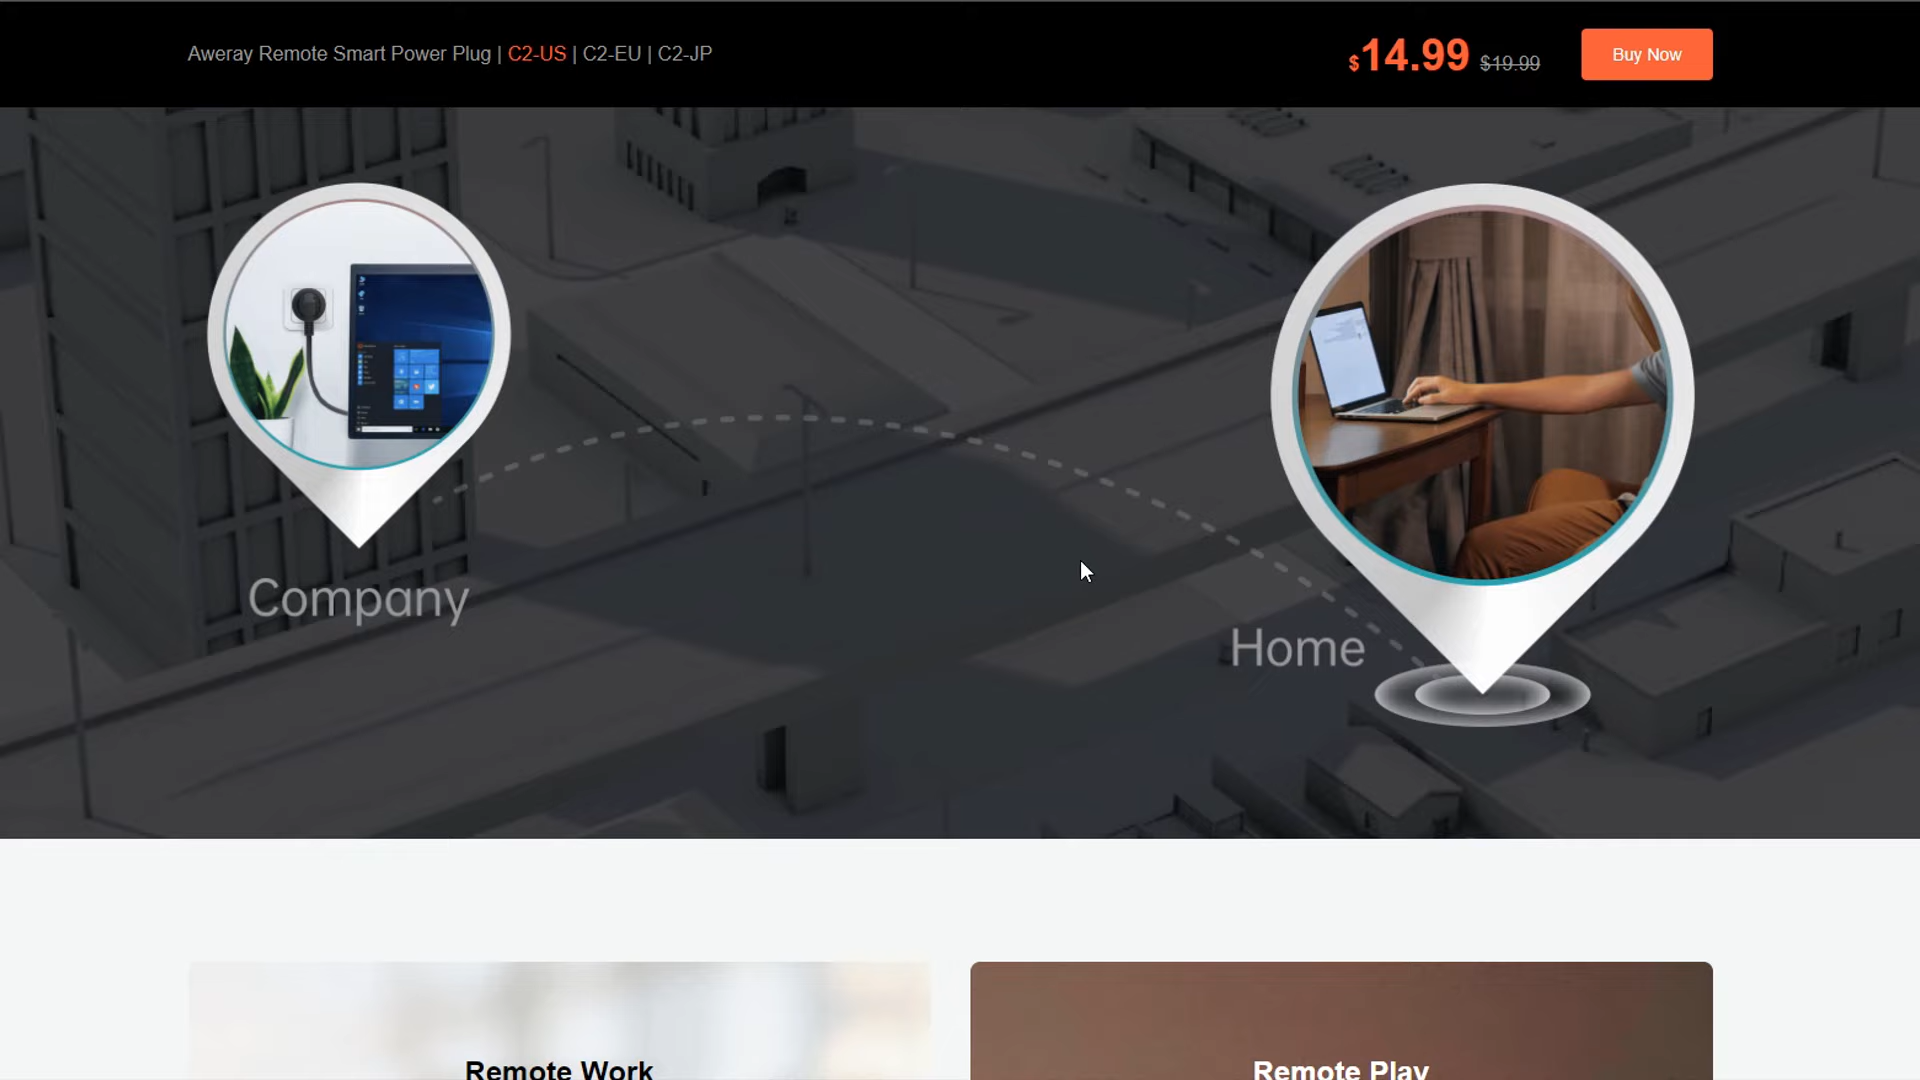 Aweray Remote Smart Power Plug | C2-US | C2-EU | C2-JP
$14.99 $19.99
Buy Now
Company
Home
Remote Work
Remote Play